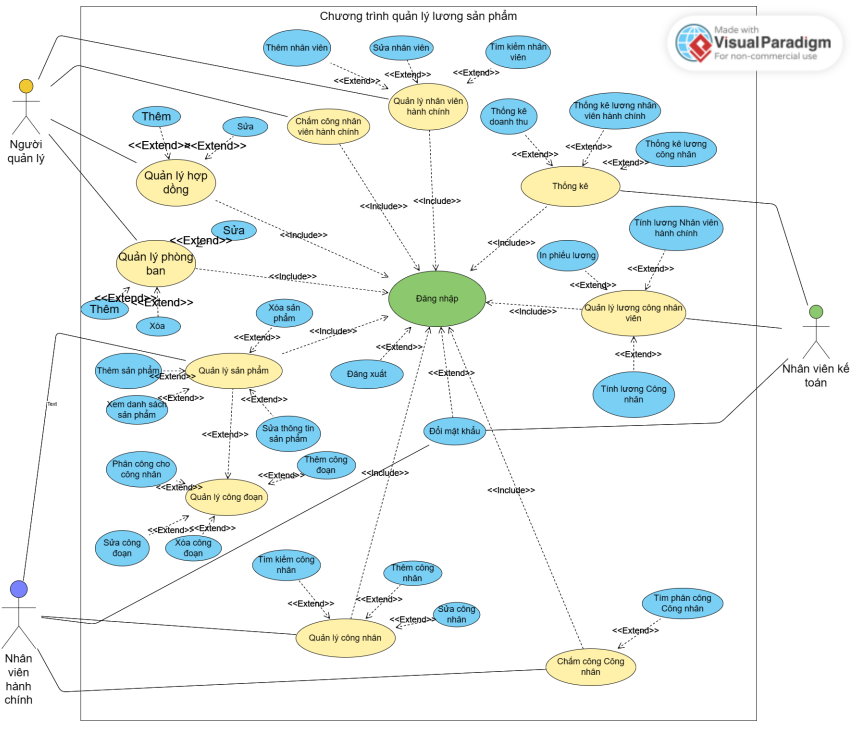 Chương trình quản lý lương sản phẩm
Made with
VisualParadigm
For non-commercial use
Thêm nhân viên
Sửa nhân viên
Tìm kiếm nhân
viên
<<Extend>>
<<Extend>>
<<Extend>>
Quản lý nhân viên
hành chính
Chấm công nhân
viên hành chính
Người
quản lý
Thêm
Sửa
<<Extend>>
<<Extend>>
Quản lý hợp
dồng
Thống kê
doanh thu
Thống kê lương nhân
viên hành chính
Thống kê lương
công nhân
<<Extend>>
<<Extend>>
<<Extend>>
Thống kê
<<Include>>
<<Include>>
<<Include>>
<<Include>>
Sửa
<<Extend>>
Quản lý phòng
ban
<<Include>>
<<Extend>>
<<Extend>>
Thêm
Xóa
Tính lương Nhân viên
hành chính
In phiếu lương
<<Extend>>
<<Extend>>
Đăng nhập
<<Include>>
Quản lý lương công nhân
viên
<<Extend>>
Tính lương Công
nhân
Nhân viên kế
toán
Xóa sản
phẩm
<<Include>>
<<Extend>>
<<Extend>>
Đăng xuất
Thêm sản phẩm
<<Extend>>
Quản lý sản phẩm
Xem danh sách
sản phẩm
<<Extend>>
<<Extend>>
Text
<<Extend>>
<<Extend>>
Sửa thông tin
sản phẩm
Đổi mật khẩu
Phân công cho
công nhân
Thêm công
đoạn
<<Extend>>
<<Extend>>
Quản lý công đoạn
<<Include>>
<<Include>>
<<Extend>>
<<Extend>>
Sửa công
đoạn
Xóa công
đoạn
Tìm kiếm công
nhân
Thêm công
nhân
Sửa công
nhân
<<Extend>>
<<Extend>>
<<Extend>>
Quản lý công nhân
Tìm phân công
Công nhân
<<Extend>>
Chấm công Công
nhân
Nhân
viên
hành
chính